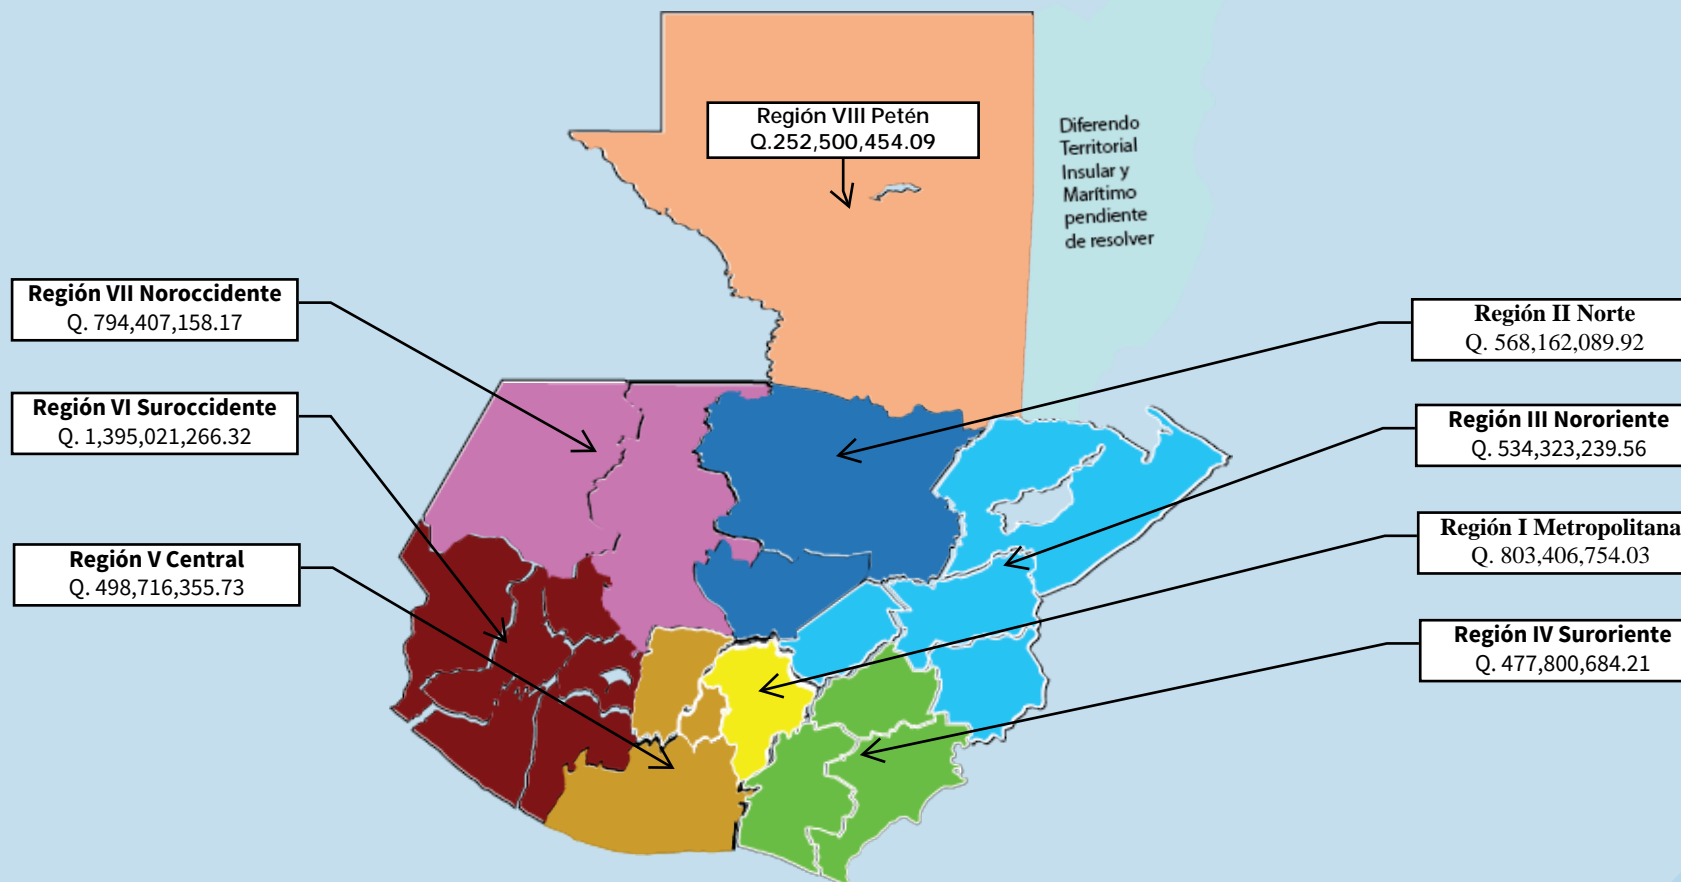 Región VIII Petén
Q.252,500,454.09
Diferendo
Territorial
Insular y
Marítimo
pendiente
de resolver
Región VII Noroccidente
Q. 794,407,158.17
Región VI Suroccidente
Q. 1,395,021,266.32
Región V Central
Q. 498,716,355.73
Región II Norte
Q. 568,162,089.92
Región III Nororiente
Q. 534,323,239.56
Región I Metropolitana
Q. 803,406,754.03
Región IV Suroriente
Q. 477,800,684.21